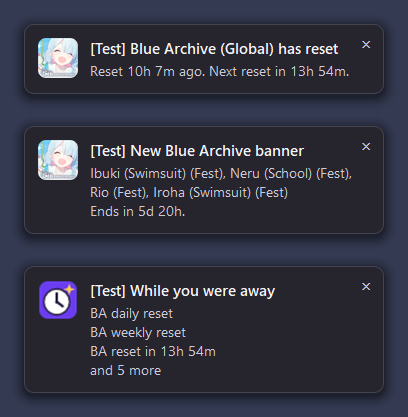 [Test] Blue Archive (Global) has reset
Reset 10h 7m ago. Next reset in 13h 54m.
[Test] New Blue Archive banner
Ibuki (Swimsuit) (Fest), Neru (School) (Fest),
Rio (Fest), Iroha (Swimsuit) (Fest)
Ends in 5d 20h.
[Test] While you were away
BA daily reset
BA weekly reset
BA reset in 13h 54m
and 5 more